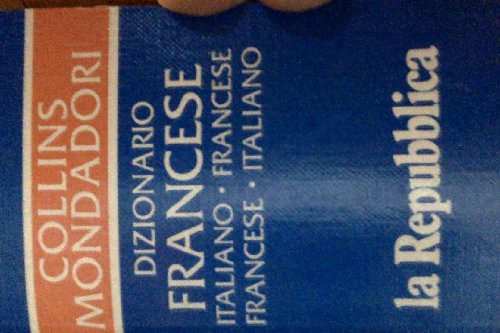 COLLINS
MONDADORI
DIZIONARIO
FRANCESE
ITALIANO · FRANCESE
FRANCESE · ITALIANO
la Repubblica